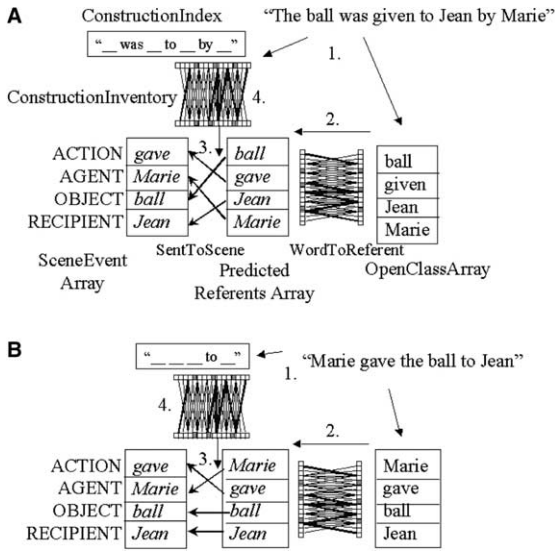 A
ConstructionIndex
“The ball was given to Jean by Marie”
“__ was __ to __ by __”
1.
ConstructionInventory
4.
2.
3.
ACTION gave ball ball
AGENT Marie gave given
OBJECT ball Jean Jean
RECIPIENT Jean Marie Marie
SentToScene WordToReferent
SceneEvent Array
Predicted Referents Array
OpenClassArray
B
“__ __ __ to __”
“Marie gave the ball to Jean”
1.
4.
2.
3.
ACTION gave Marie Marie
AGENT Marie gave gave
OBJECT ball ball ball
RECIPIENT Jean Jean Jean